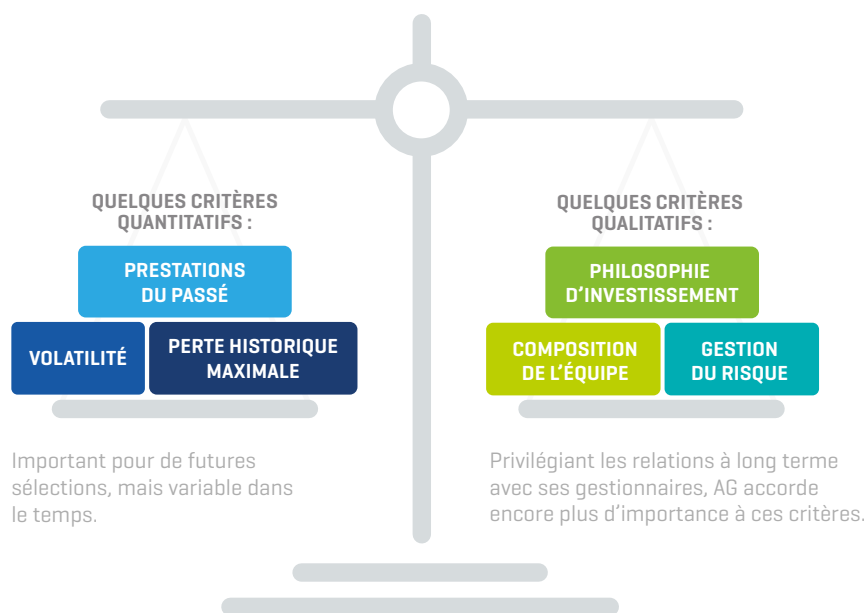 QUELQUES CRITÈRES
QUANTITATIFS :
PRESTATIONS
DU PASSÉ
VOLATILITÉ
PERTE HISTORIQUE
MAXIMALE
Important pour de futures
sélections, mais variable dans
le temps.
QUELQUES CRITÈRES
QUALITATIFS :
PHILOSOPHIE
D’INVESTISSEMENT
COMPOSITION
DE L’ÉQUIPE
GESTION
DU RISQUE
Privilégiant les relations à long terme
avec ses gestionnaires, AG accorde
encore plus d’importance à ces critères.